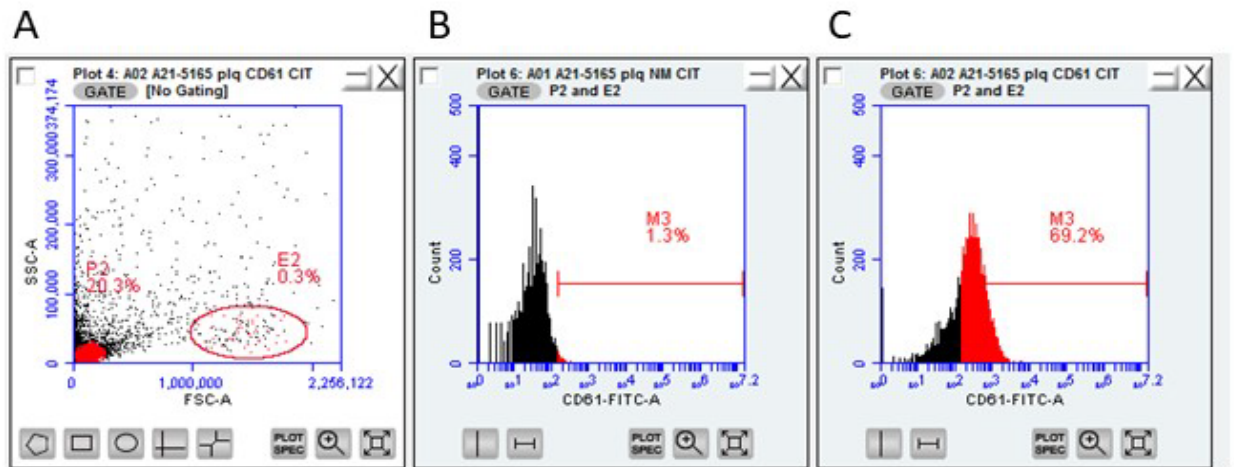 A
B
C
Plot 4: A02 A21-5165 plq CD61 CIT
GATE [No Gating]
SSC-A
0
100,000
200,000
300,000
374,174
P2
20.3%
E2
0.3%
0
1,000,000
2,256,122
FSC-A
PLOT SPEC
Plot 6: A01 A21-5165 plq NM CIT
GATE P2 and E2
Count
0
200
400
500
M3
1.3%
CD61-FITC-A
PLOT SPEC
Plot 6: A02 A21-5165 plq CD61 CIT
GATE P2 and E2
Count
0
200
400
500
M3
69.2%
CD61-FITC-A
PLOT SPEC